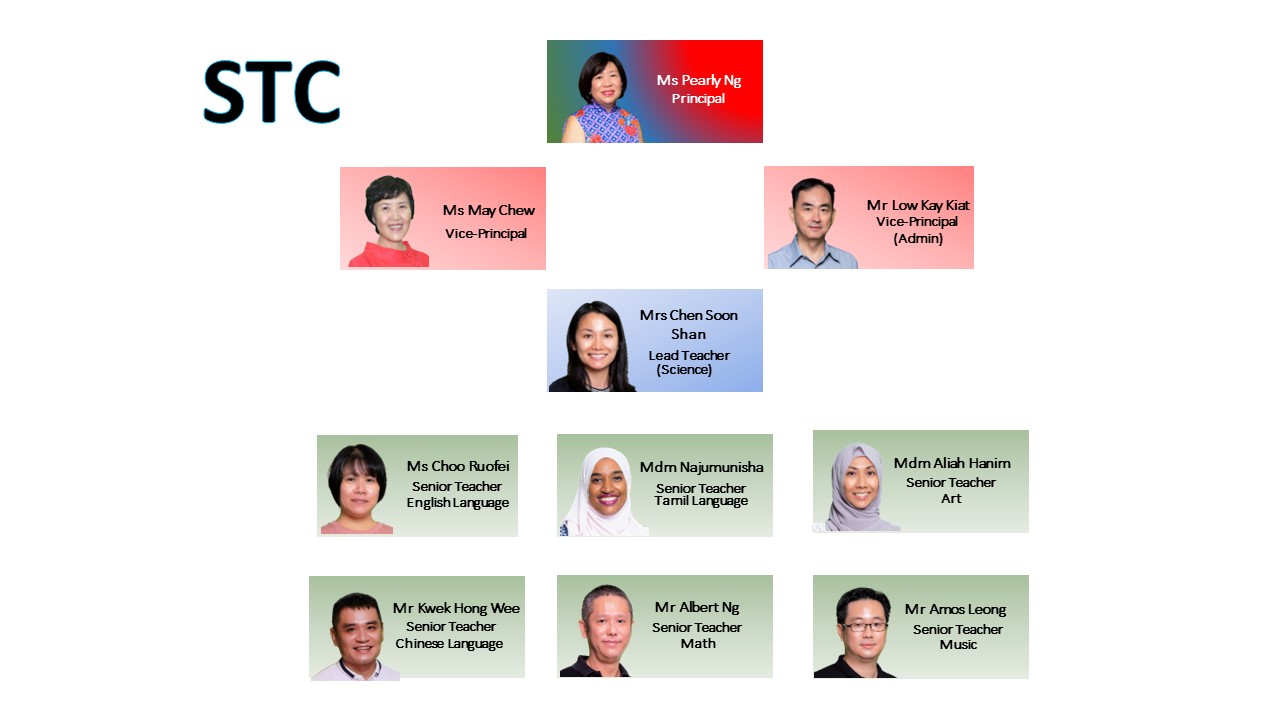 STC
Ms Pearly Ng
Principal
Ms May Chew
Vice-Principal
Mr Low Kay Kiat
Vice-Principal
(Admin)
Mrs Chen Soon
Shan
Lead Teacher
(Science)
Ms Choo Ruofei
Senior Teacher
English Language
Mdm Najumunisha
Senior Teacher
Tamil Language
Mdm Aliah Hanim
Senior Teacher
Art
Mr Kwek Hong Wee
Senior Teacher
Chinese Language
Mr Albert Ng
Senior Teacher
Math
Mr Amos Leong
Senior Teacher
Music